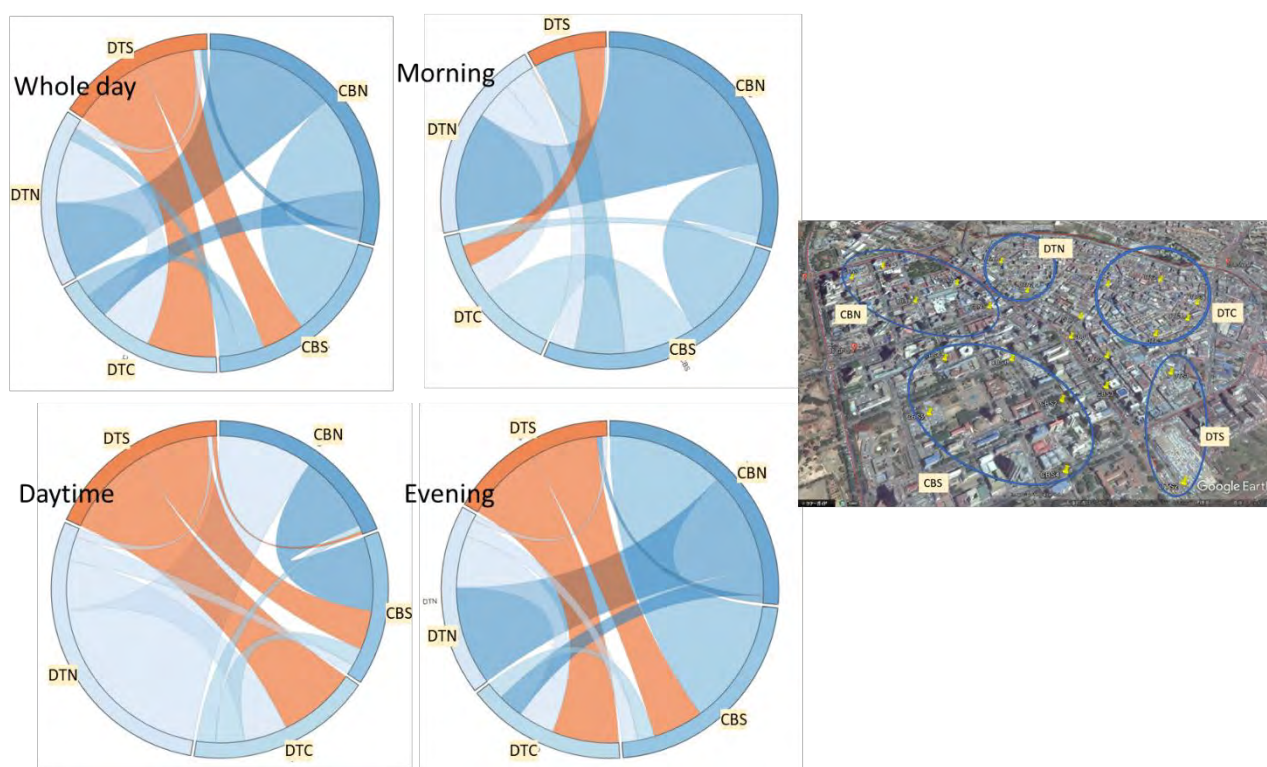 DTS
Whole day
CBN
DTN
DTC
CBS
DTS
Morning
CBN
DTN
DTC
CBS
CBS
DTN
CBN
DTC
DTS
CBS
Google Earth
DTS
CBN
Daytime
CBS
DTN
DTC
DTS
CBN
Evening
DTN
DTN
CBS
DTC